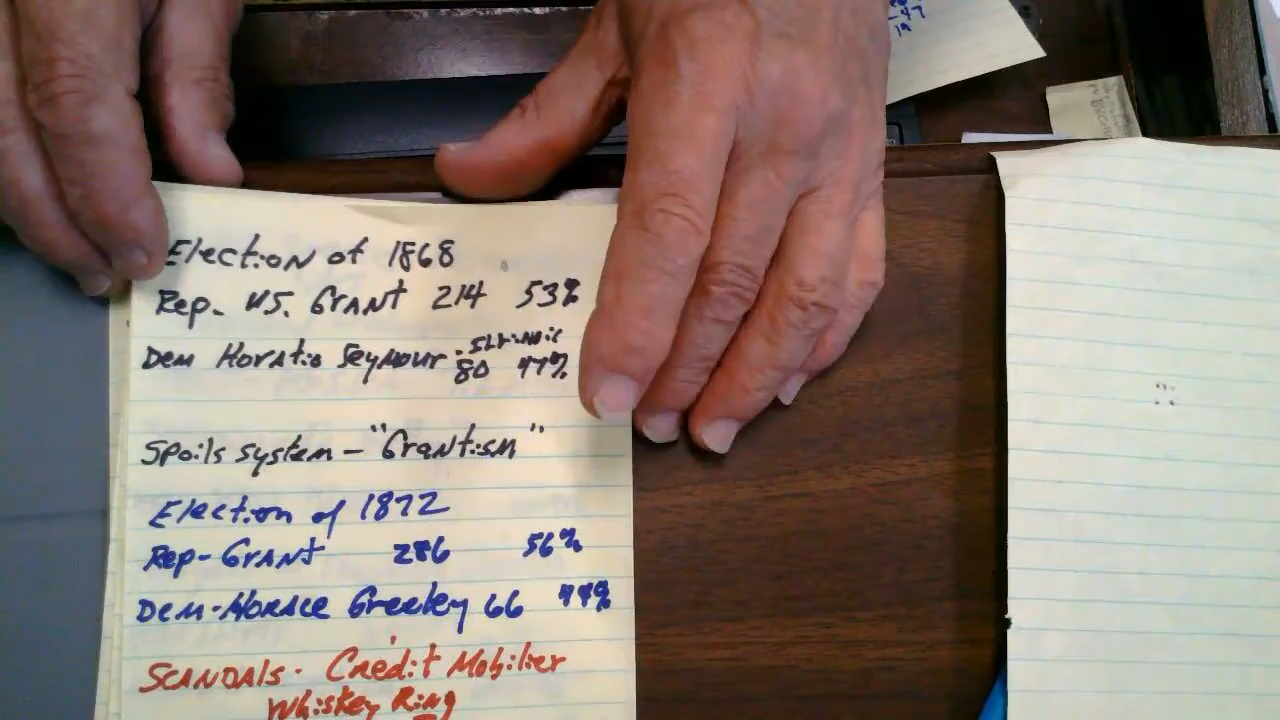 Election of 1868
Rep. U.S. Grant 214 53%
Dem Horatio Seymour 80 47%
Spoils system - "Grantism"
Election of 1872
Rep- Grant 286 56%
Dem- Horace Greeley 66 44%
SCANDALS - Credit Mobilier
Whiskey Ring